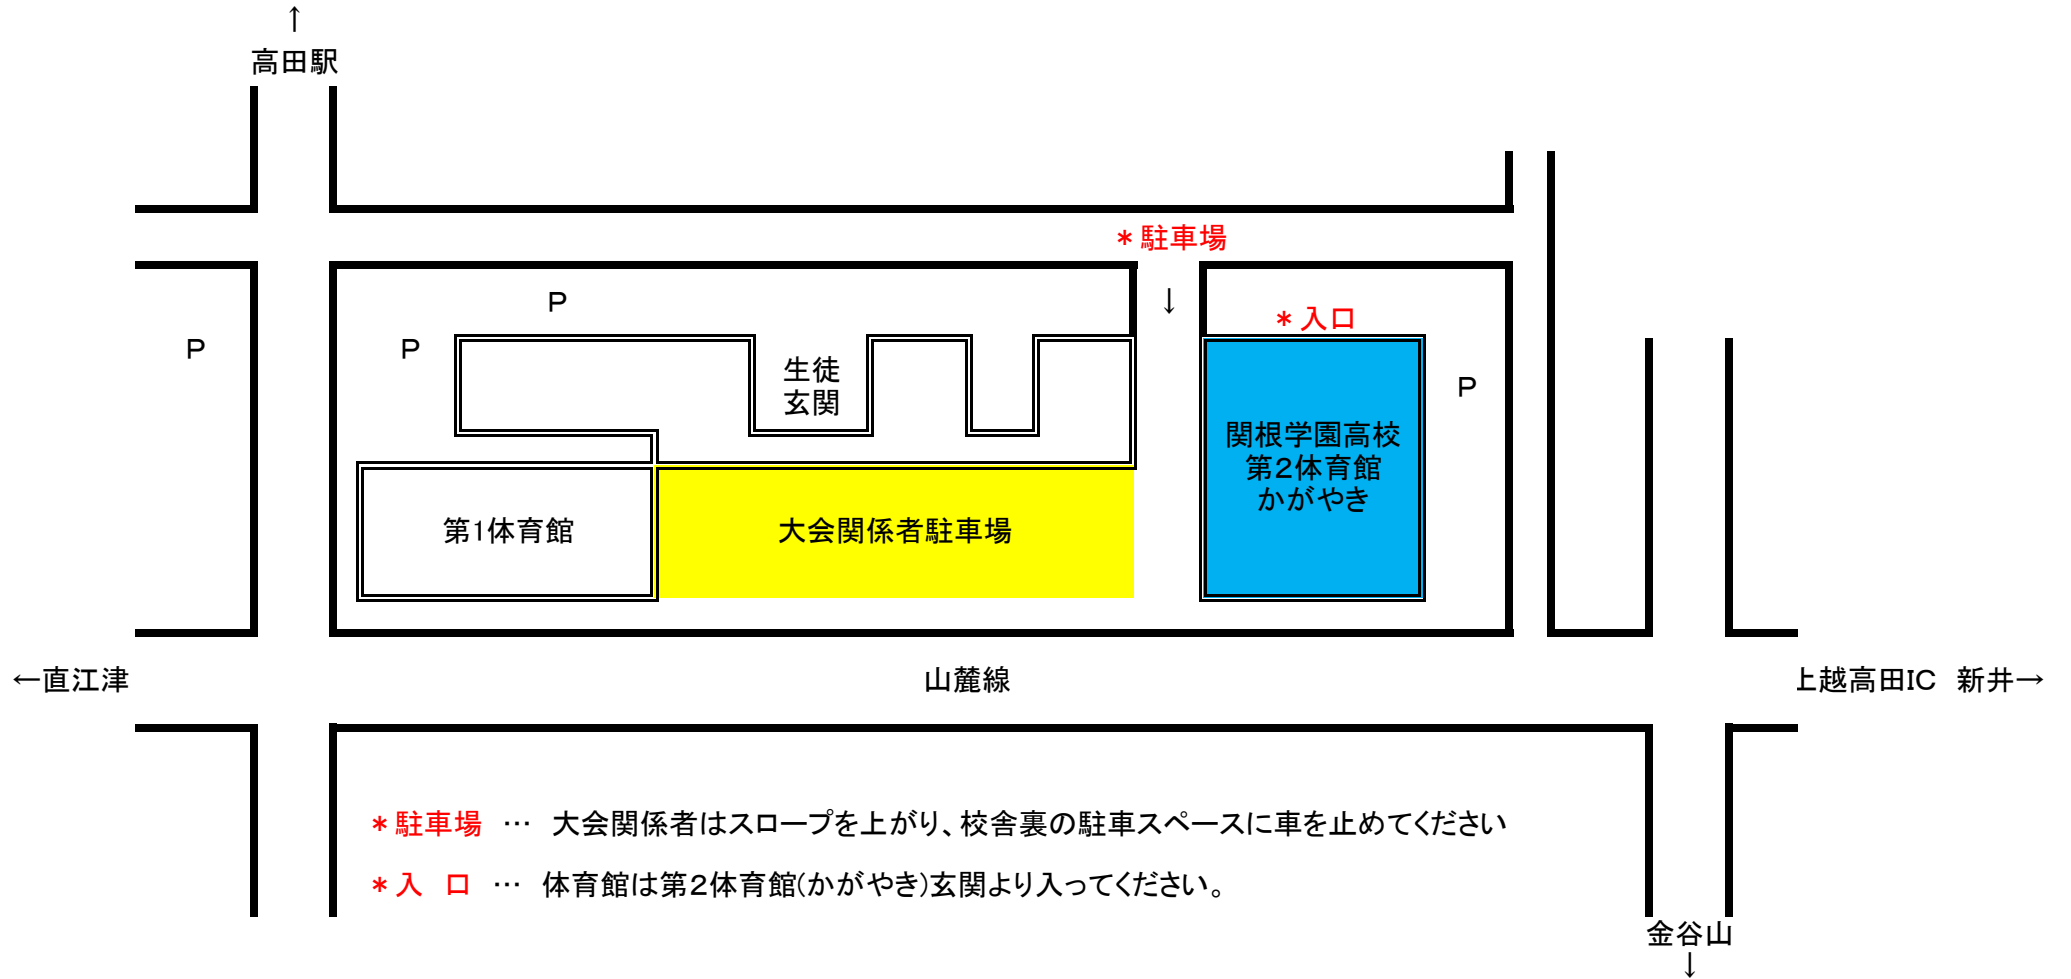 ↑
高田駅
＊駐車場
↓
＊入口
P
P
P
P
生徒
玄関
関根学園高校
第2体育館
かがやき
第1体育館
大会関係者駐車場
←直江津
山麓線
上越高田IC　新井→
＊駐車場　…　大会関係者はスロープを上がり、校舎裏の駐車スペースに車を止めてください
＊入　口　…　体育館は第2体育館(かがやき)玄関より入ってください。
金谷山
↓